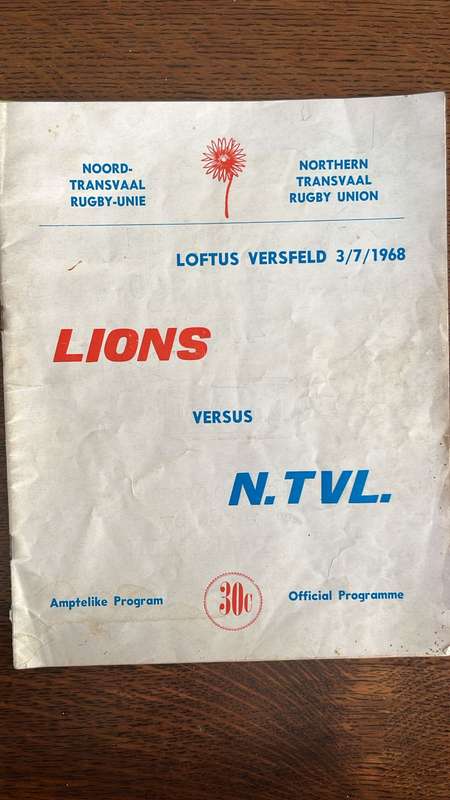 NOORD-
TRANSVAAL
RUGBY-UNIE
NORTHERN
TRANSVAAL
RUGBY UNION
LOFTUS VERSFELD 3/7/1968
LIONS
VERSUS
N. TVL.
Amptelike Program
30c
Official Programme